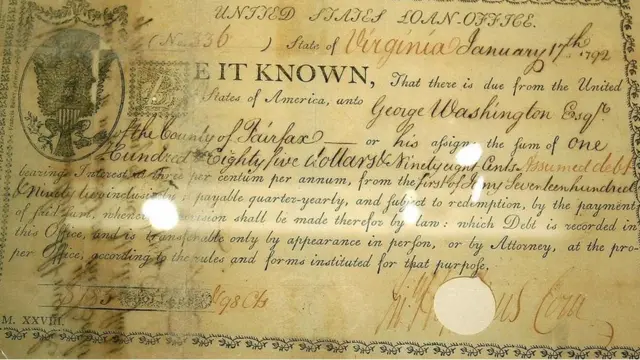 UNITED STATES LOAN-OFFICE.
(No 336 ) State of Virginia January 17th 1792
BE IT KNOWN, That there is due from the United
States of America, unto George Washington Esqr.
of the County of Fairfax or his assigns, the sum of One
Hundred & Eighty five Dollars & Ninety eight Cents Assumed debt
bearing Interest at three per centum per annum, from the first of Seventeen hundred
& Ninety two inclusively: payable quarter-yearly, and subject to redemption, by the payment
of said sum, whenever provision shall be made therefor by law: which Debt is recorded in
this Office, and is transferable only by appearance in person, or by Attorney, at the pro-
per Office, according to the rules and forms instituted for that purpose,
185 98 Cts
M. XXVIII.